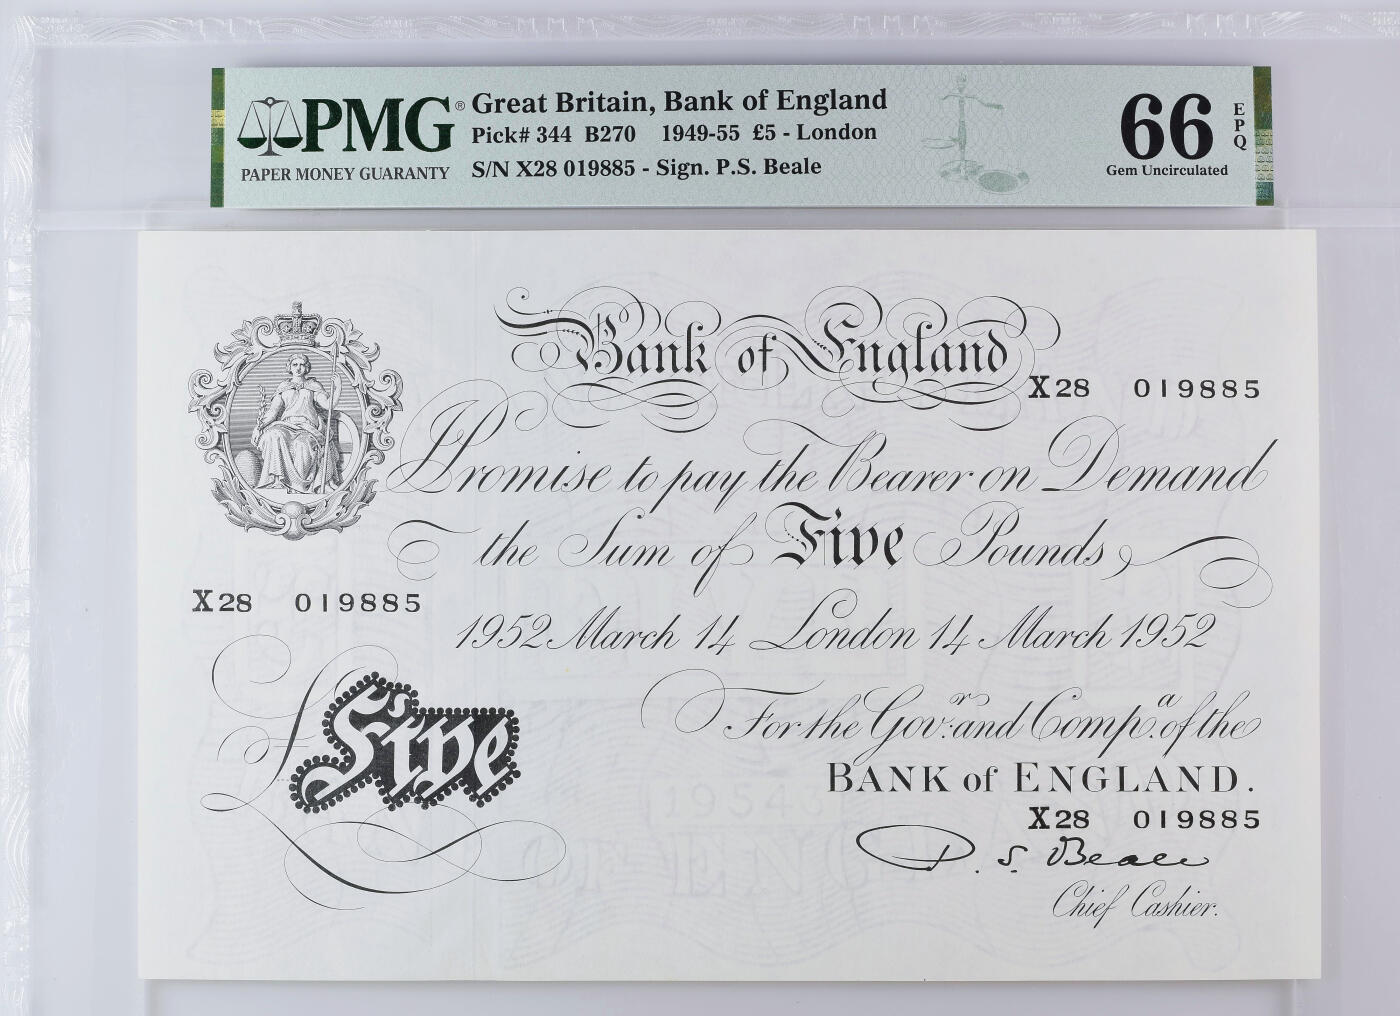 PMG®
PAPER MONEY GUARANTY
Great Britain, Bank of England
Pick# 344 B270 1949-55 £5 - London
S/N X28 019885 - Sign. P.S. Beale
66
EPQ
Gem Uncirculated
Bank of England
X28 019885
I Promise to pay the Bearer on Demand
the Sum of Five Pounds
X28 019885
1952 March 14 London 14 March 1952
£Five
For the Govr. and Compa. of the
BANK of ENGLAND.
X28 019885
P. S. Beale
Chief Cashier.